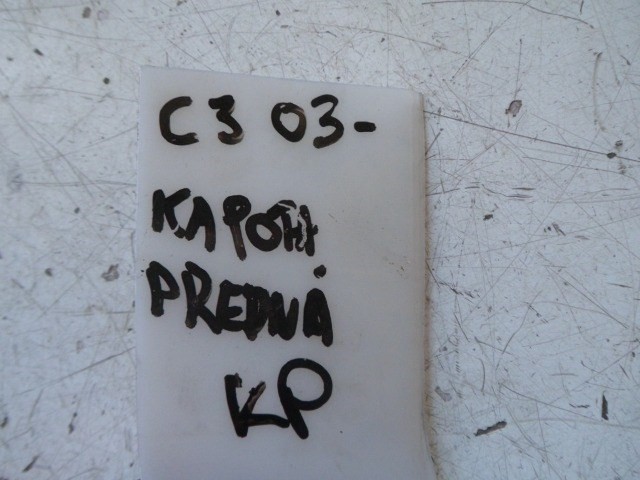 C3 03-
KAPOTA
PREDNÁ
KP